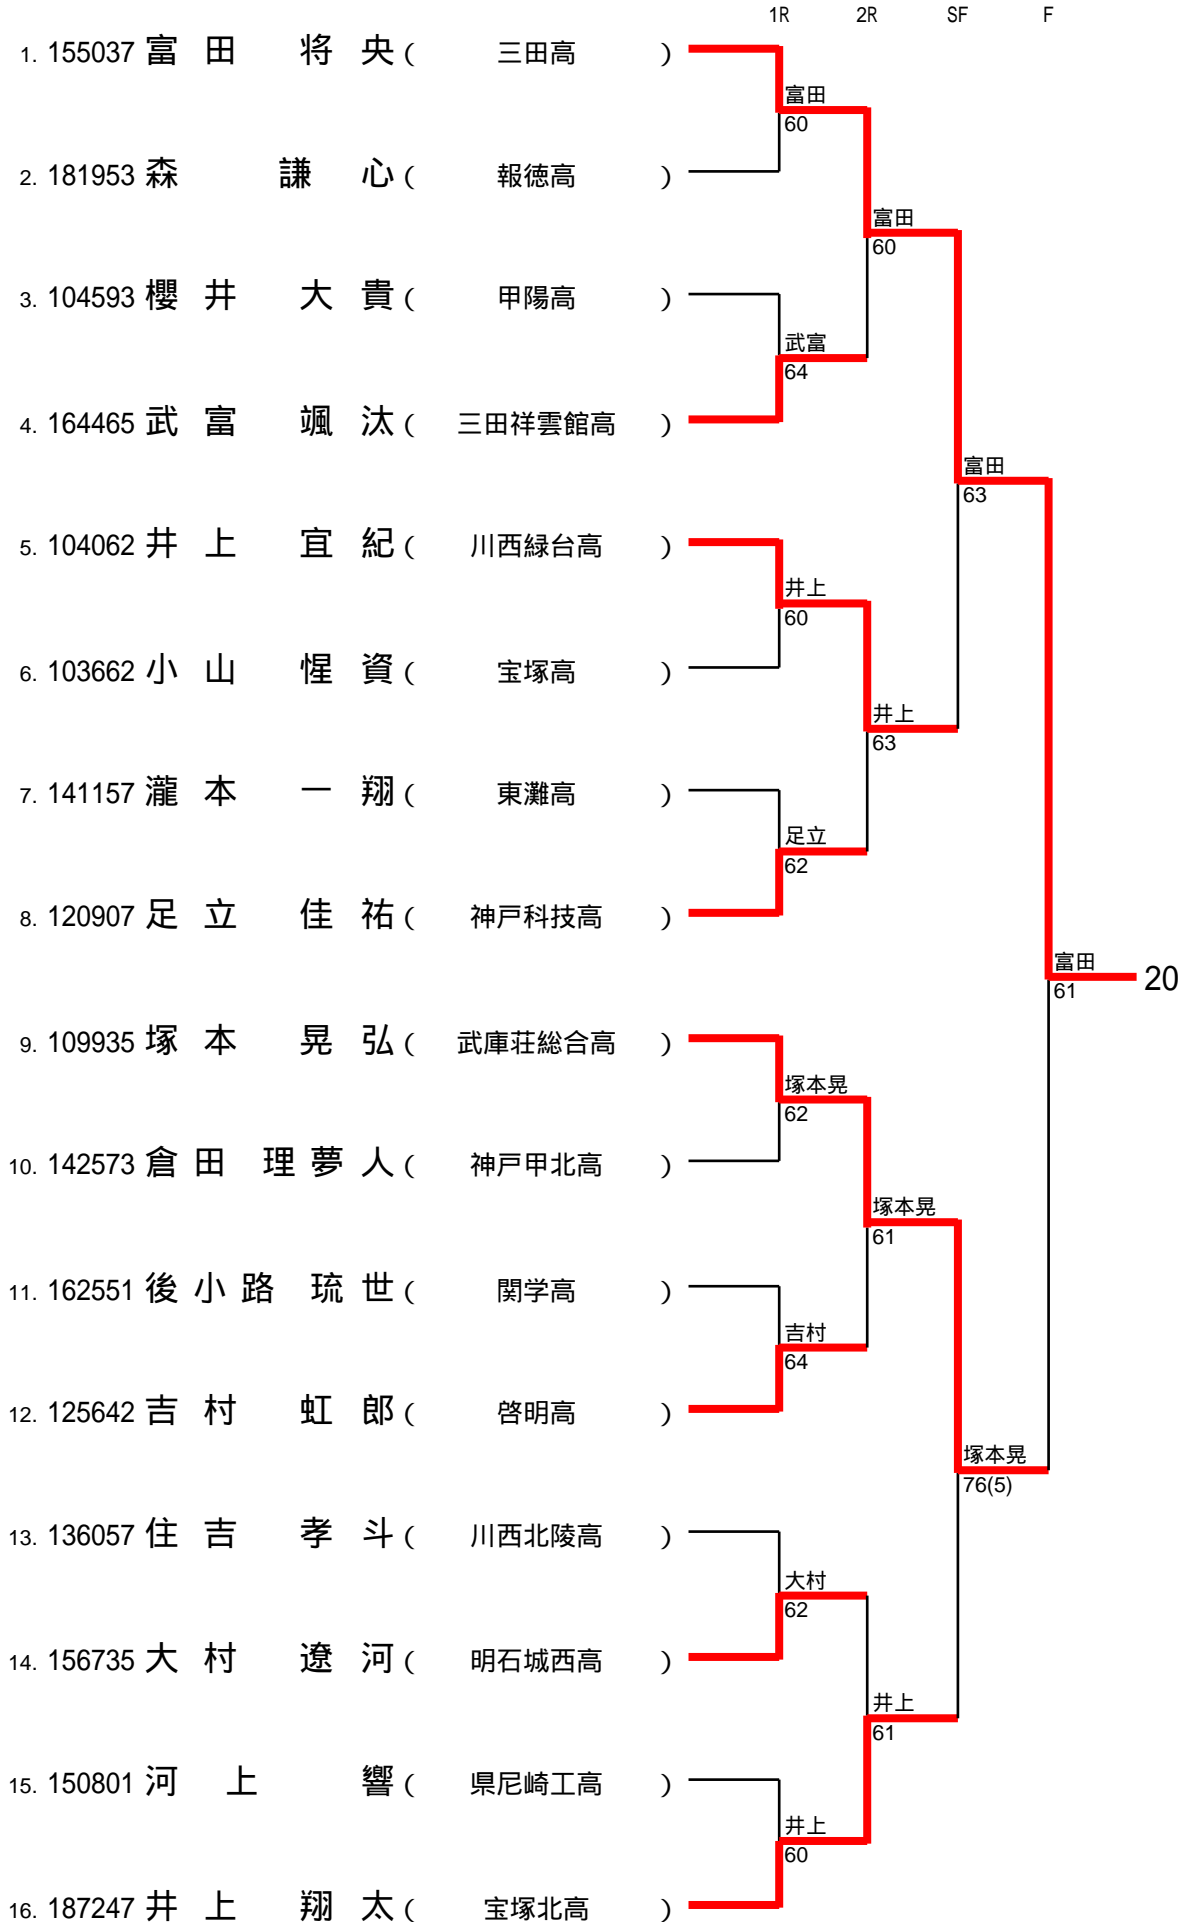 1R 2R SF F
1. 155037 富田 将央 ( 三田高 )
富田
60
2. 181953 森 謙心 ( 報徳高 )
富田
60
3. 104593 櫻井 大貴 ( 甲陽高 )
武富
64
4. 164465 武富 颯汰 ( 三田祥雲館高 )
富田
63
5. 104062 井上 宜紀 ( 川西緑台高 )
井上
60
6. 103662 小山 惺資 ( 宝塚高 )
井上
63
7. 141157 瀧本 一翔 ( 東灘高 )
足立
62
8. 120907 足立 佳祐 ( 神戸科技高 )
富田
61
20
9. 109935 塚本 晃弘 ( 武庫荘総合高 )
塚本晃
62
10. 142573 倉田 理夢人 ( 神戸甲北高 )
塚本晃
61
11. 162551 後小路 琉世 ( 関学高 )
吉村
64
12. 125642 吉村 虹郎 ( 啓明高 )
塚本晃
76(5)
13. 136057 住吉 孝斗 ( 川西北陵高 )
大村
62
14. 156735 大村 遼河 ( 明石城西高 )
井上
61
15. 150801 河上 響 ( 県尼崎工高 )
井上
60
16. 187247 井上 翔太 ( 宝塚北高 )